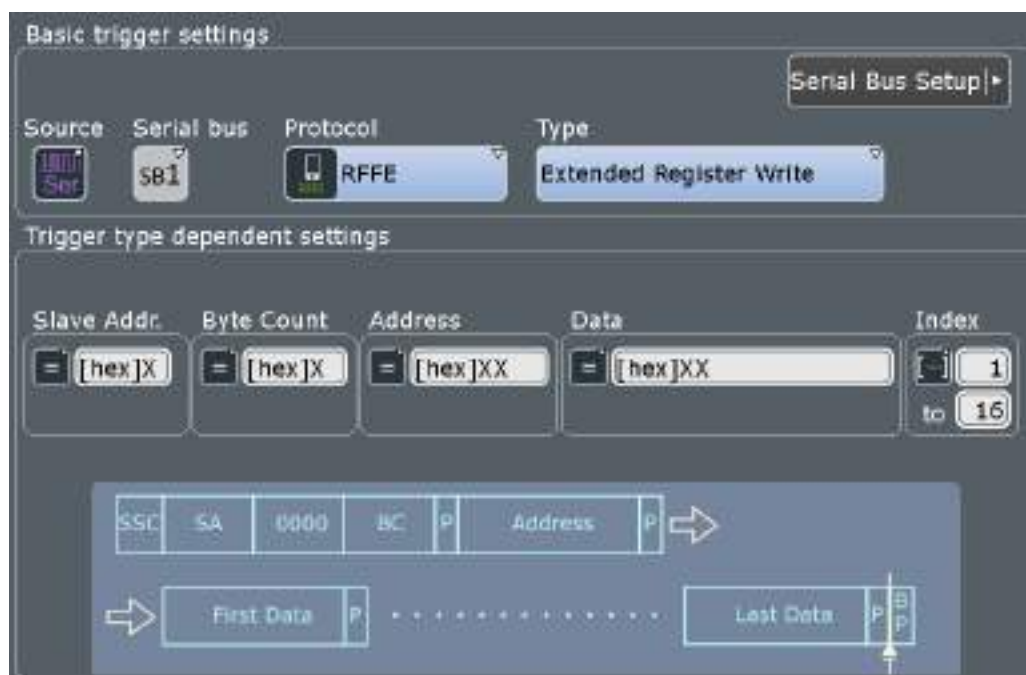 Basic trigger settings
Serial Bus Setup
Source Serial bus Protocol Type
Ser SB1 RFFE Extended Register Write
Trigger type dependent settings
Slave Addr. Byte Count Address Data Index
= [hex]X = [hex]X = [hex]XX = [hex]XX 1
to 16
SSC SA 0000 BC P Address P
First Data P Last Data P BP